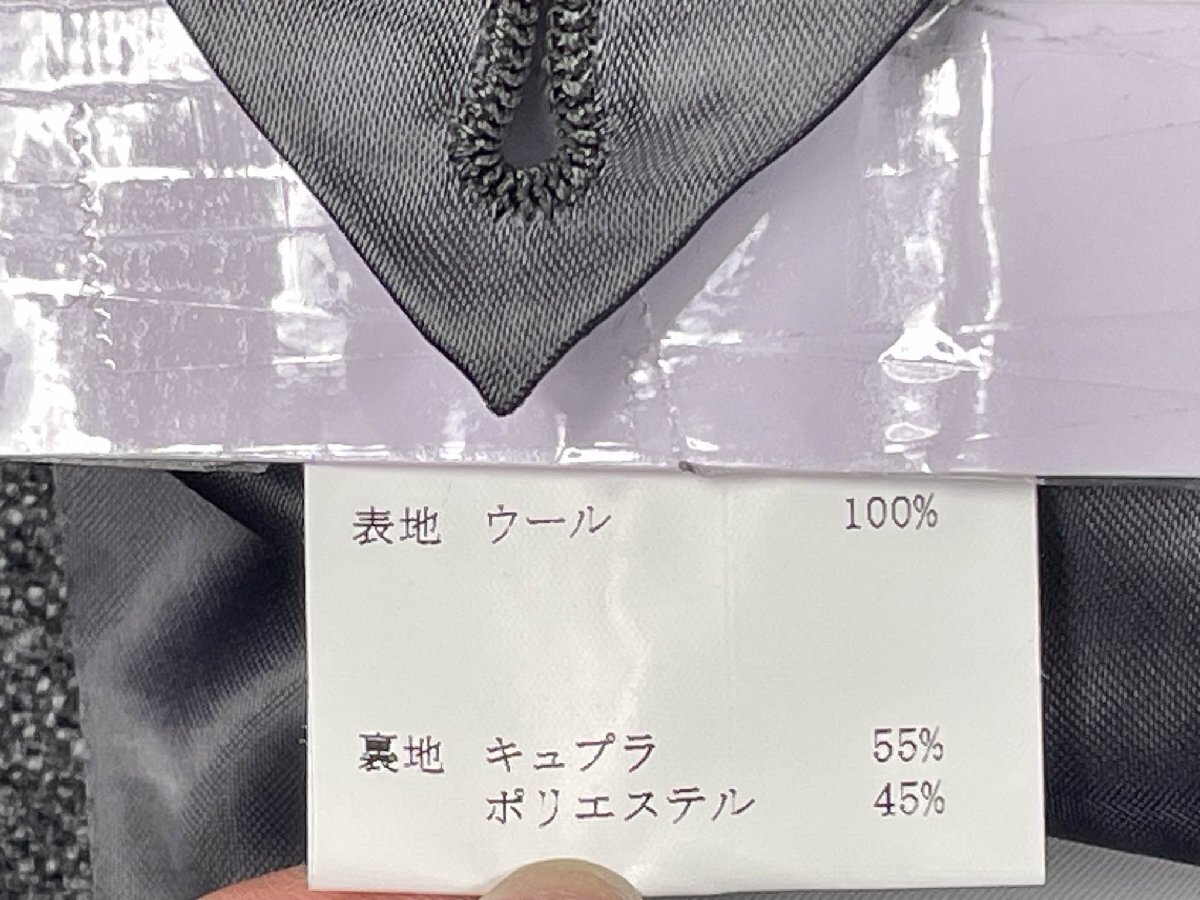 表地 ウール 100%
裏地 キュプラ 55%
ポリエステル 45%